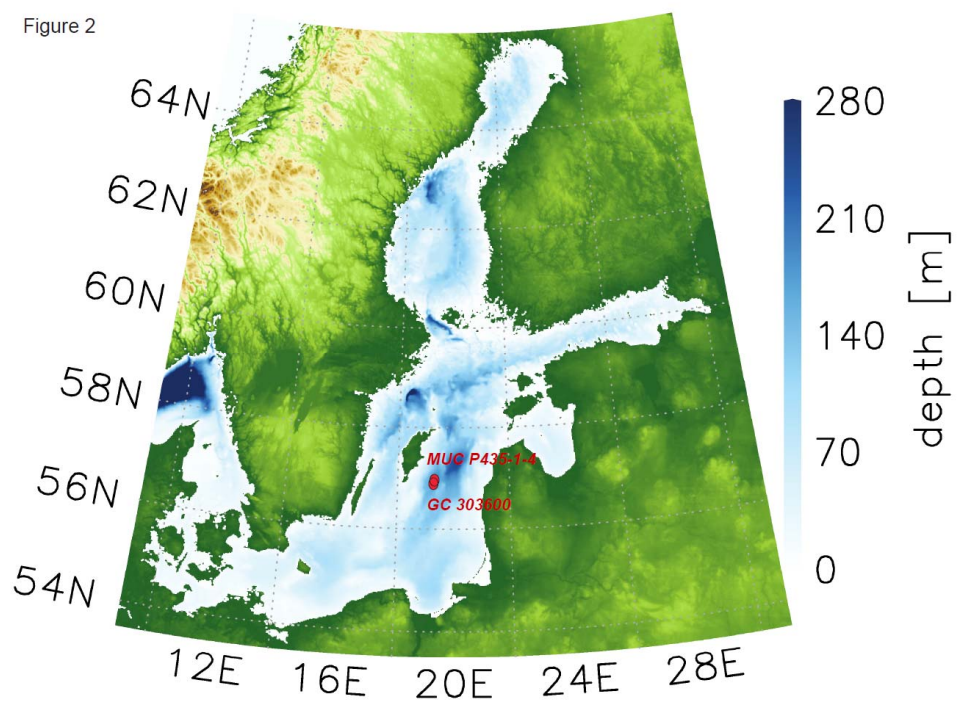 Figure 2
64N
62N
60N
58N
56N
54N
12E
16E
20E
24E
28E
MUC P435-1-4
GC 303600
280
210
140
70
0
depth [m]